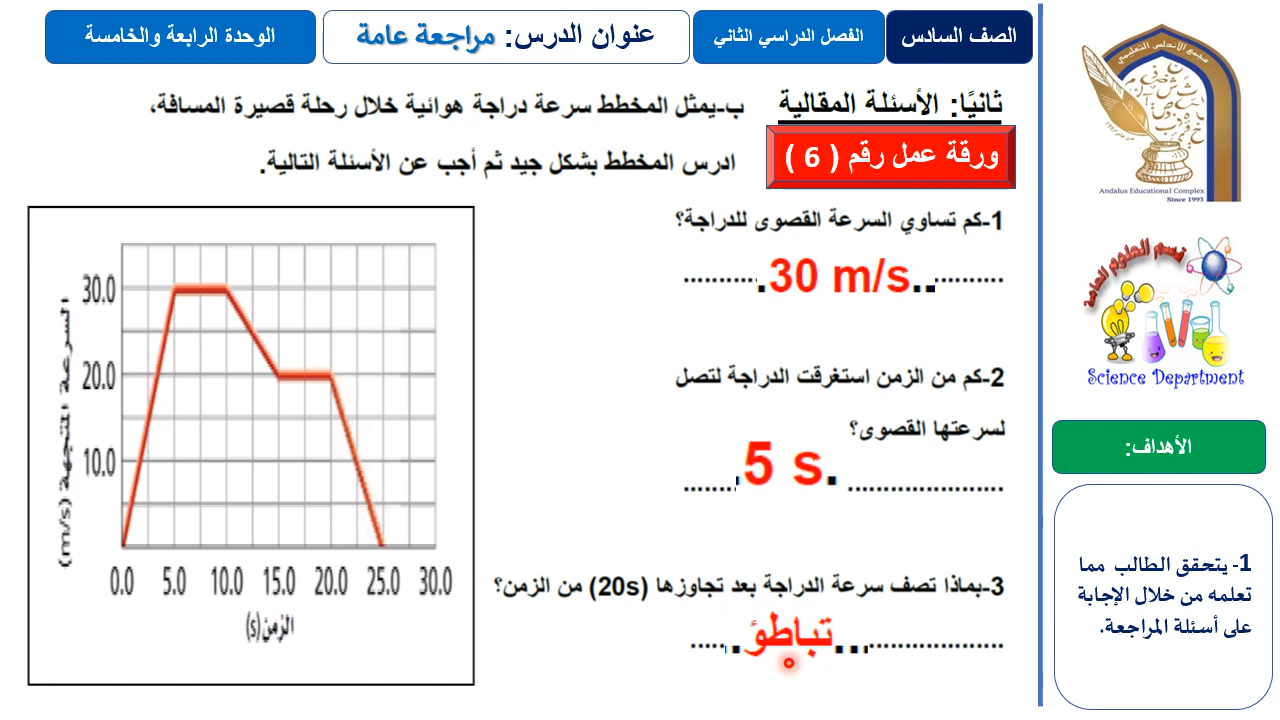 الصف السادس
الفصل الدراسي الثاني
عنوان الدرس: مراجعة عامة
الوحدة الرابعة والخامسة
ثانيًا: الأسئلة المقالية
ب-يمثل المخطط سرعة دراجة هوائية خلال رحلة قصيرة المسافة،
ورقة عمل رقم ( 6 )
ادرس المخطط بشكل جيد ثم أجب عن الأسئلة التالية.
1-كم تساوي السرعة القصوى للدراجة؟
...........30 m/s............
2-كم من الزمن استغرقت الدراجة لتصل
لسرعتها القصوى؟
........5 s. ......................
3-بماذا تصف سرعة الدراجة بعد تجاوزها (20s) من الزمن؟
......................تباطؤ.......
السرعة المتجهة (m/s)
30.0
20.0
10.0
0.0 5.0 10.0 15.0 20.0 25.0 30.0
الزمن (s)
مجمع الأندلس التعليمي
Andalus Educational Complex
Since 1993
قسم العلوم العامة
Science Department
الأهداف:
1- يتحقق الطالب مما
تعلمه من خلال الإجابة
على أسئلة المراجعة.